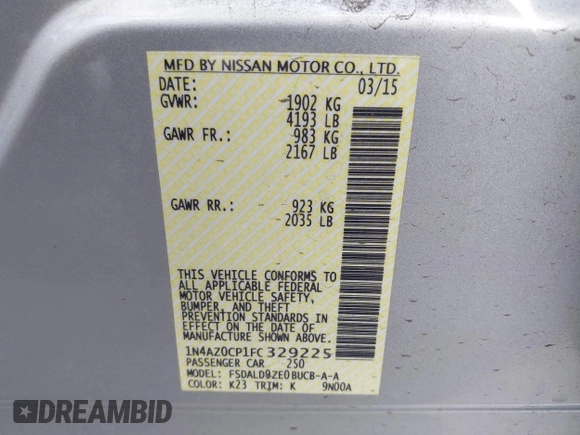 MFD BY NISSAN MOTOR CO., LTD.
DATE: 03/15
GVWR: 1902 KG
4193 LB
GAWR FR.: 983 KG
2167 LB
GAWR RR.: 923 KG
2035 LB
THIS VEHICLE CONFORMS TO
ALL APPLICABLE FEDERAL
MOTOR VEHICLE SAFETY,
BUMPER, AND THEFT
PREVENTION STANDARDS IN
EFFECT ON THE DATE OF
MANUFACTURE SHOWN ABOVE.
1N4AZ0CP1FC329225
PASSENGER CAR 250
MODEL: FSDALD9ZE0BUCB-A-A
COLOR: K23 TRIM: K 9N00A
AUTOBIDMASTER